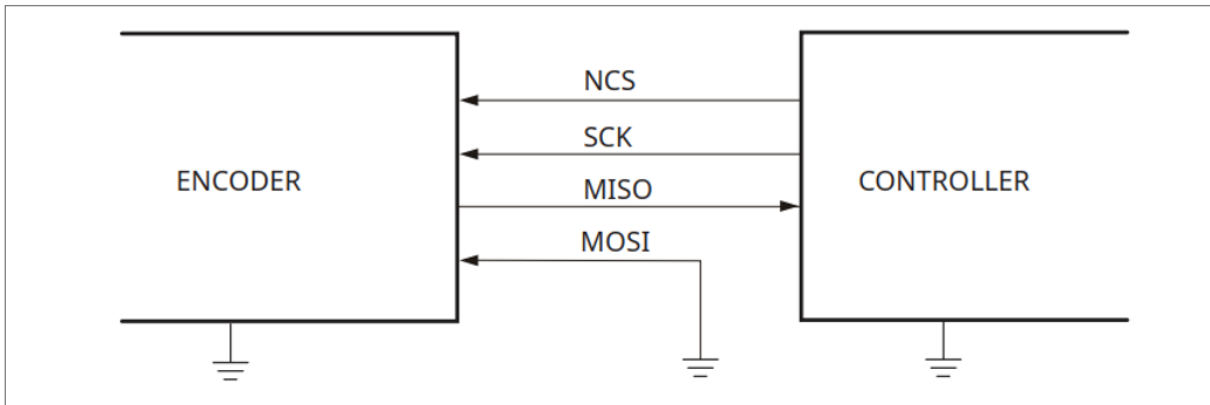 NCS
SCK
ENCODER
MISO
CONTROLLER
MOSI